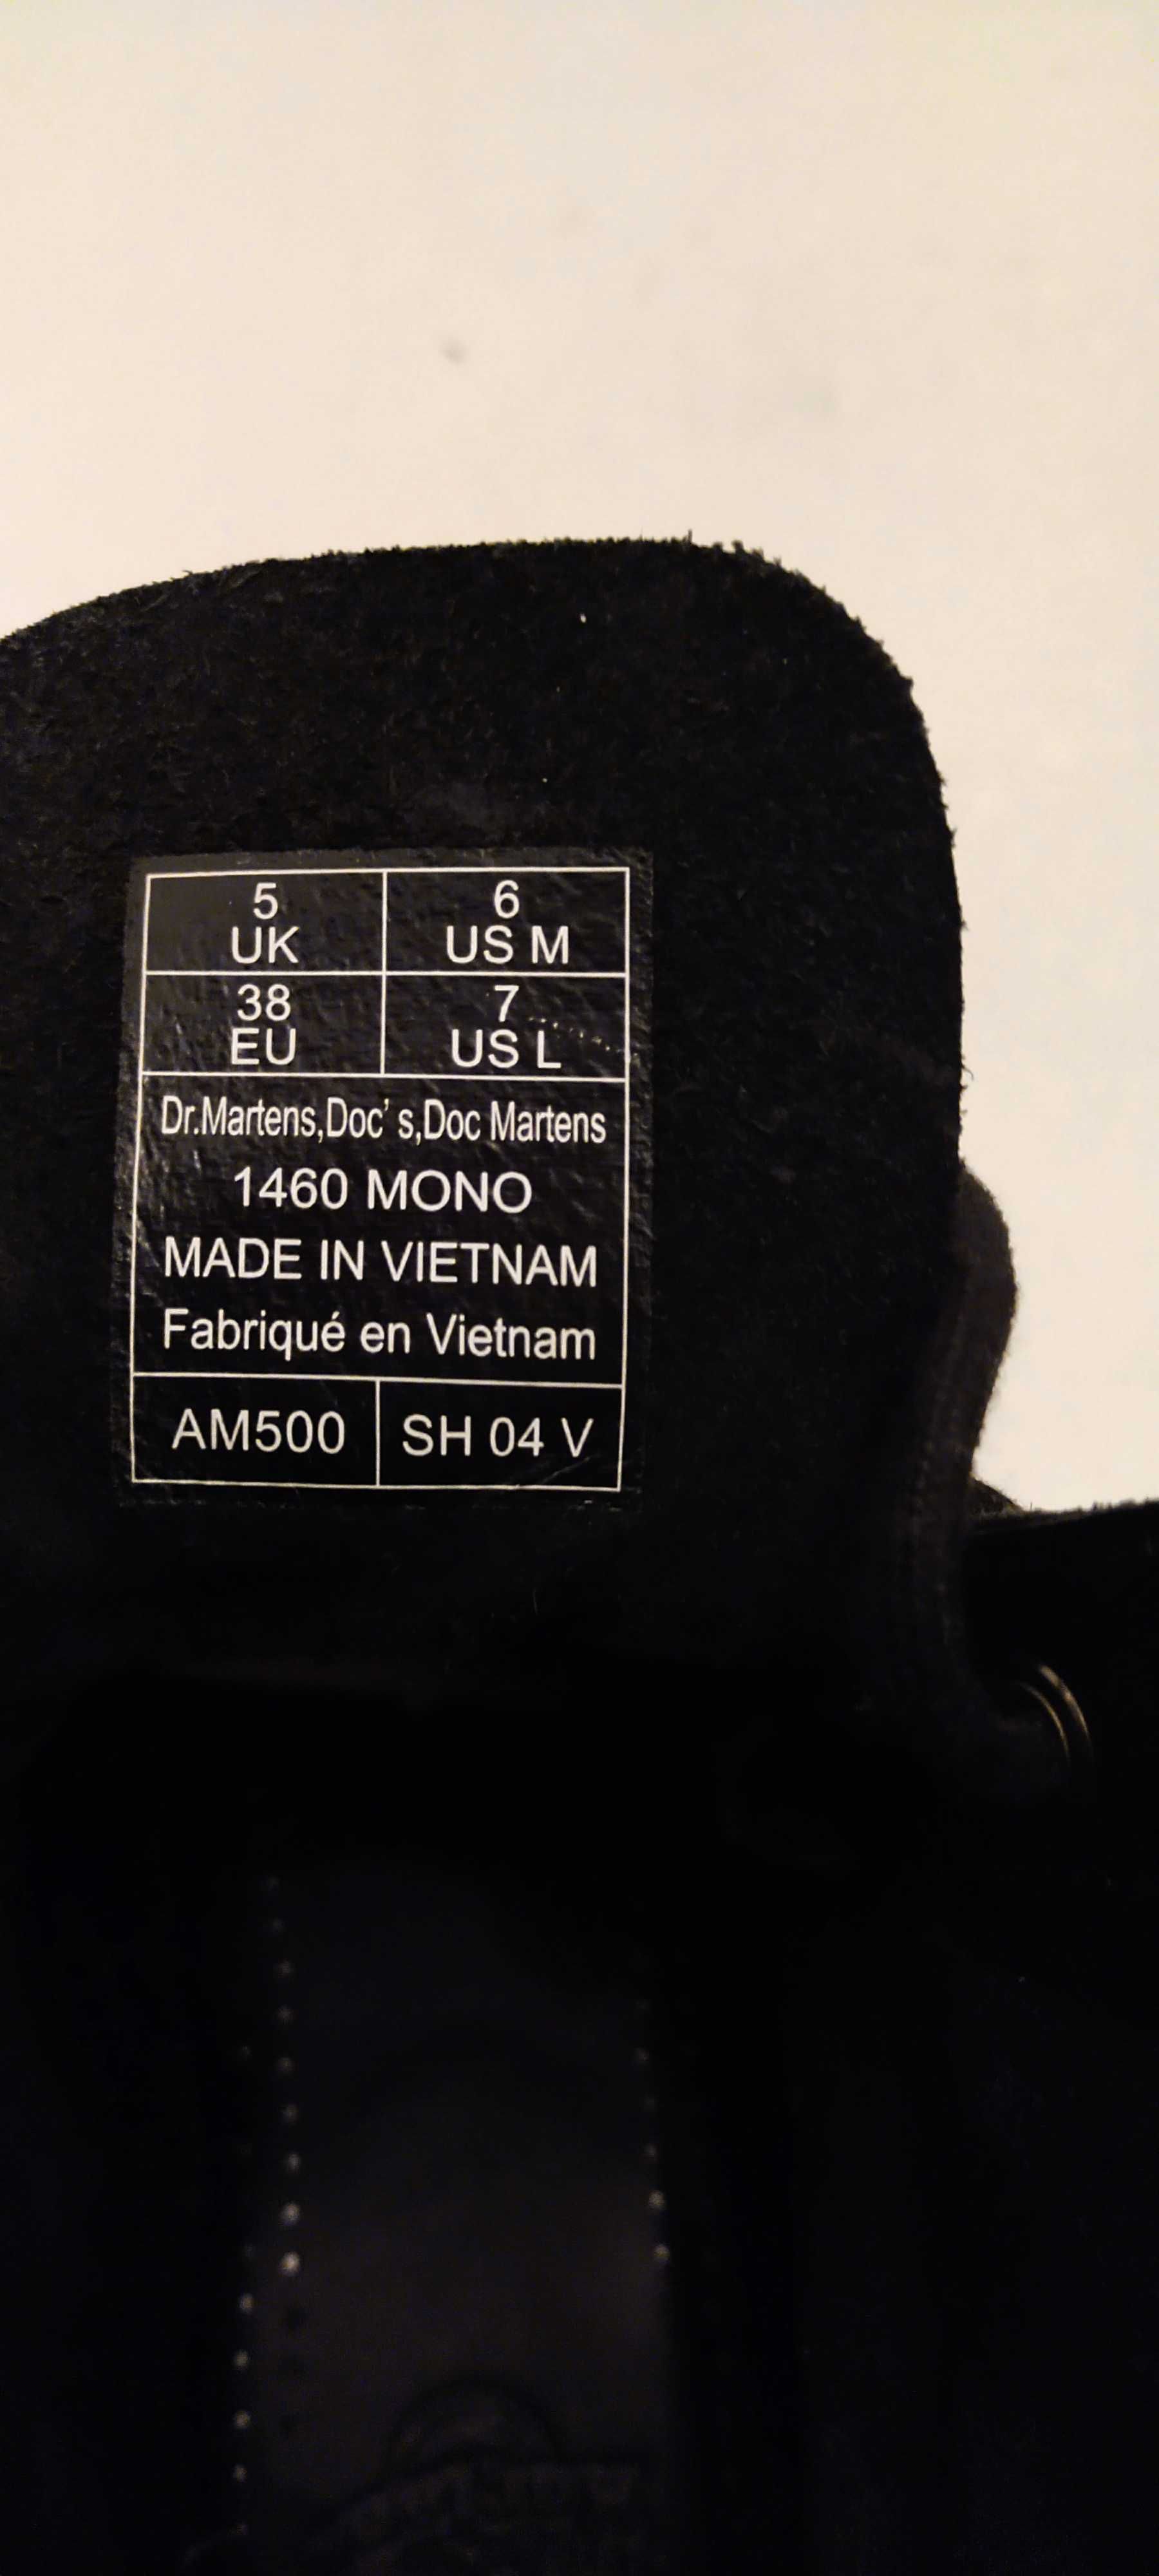 5 6
UK US M
38 7
EU US L
Dr.Martens,Doc's,Doc Martens
1460 MONO
MADE IN VIETNAM
Fabriqué en Vietnam
AM500 SH 04 V